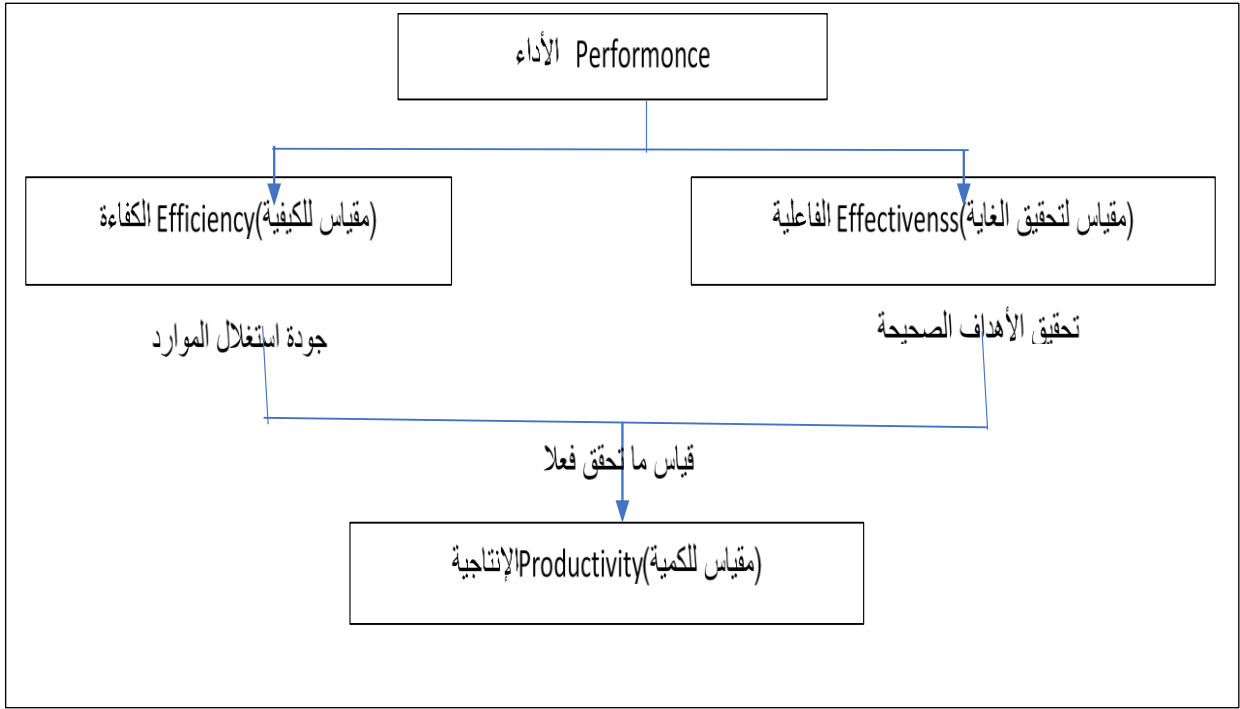 الأداء Performonce
الفاعلية Effectivenss(مقياس لتحقيق الغاية)
الكفاءة Efficiency(مقياس للكيفية)
تحقيق الأهداف الصحيحة
جودة استغلال الموارد
قياس ما تحقق فعلا
الإنتاجيةProductivity(مقياس للكمية)